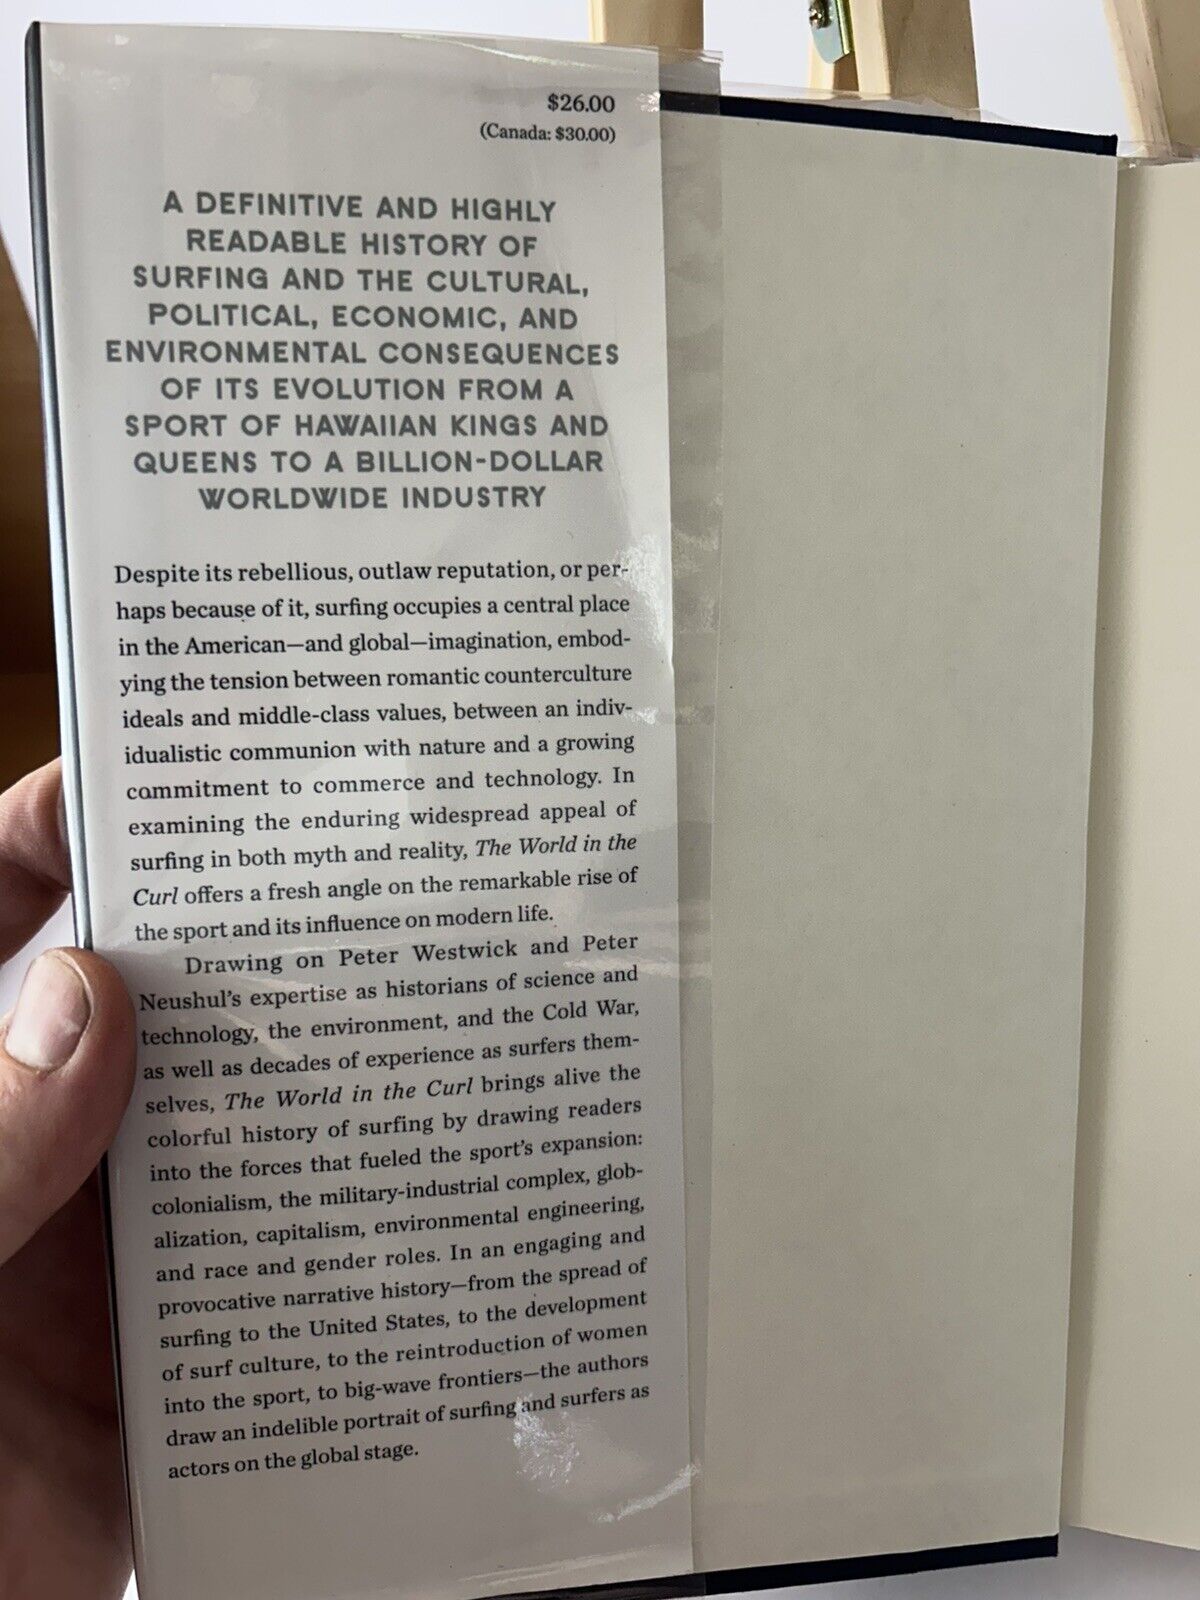 $26.00
(Canada: $30.00)
A DEFINITIVE AND HIGHLY
READABLE HISTORY OF
SURFING AND THE CULTURAL,
POLITICAL, ECONOMIC, AND
ENVIRONMENTAL CONSEQUENCES
OF ITS EVOLUTION FROM A
SPORT OF HAWAIIAN KINGS AND
QUEENS TO A BILLION-DOLLAR
WORLDWIDE INDUSTRY
Despite its rebellious, outlaw reputation, or per-
haps because of it, surfing occupies a central place
in the American—and global—imagination, embod-
ying the tension between romantic counterculture
ideals and middle-class values, between an indiv-
idualistic communion with nature and a growing
commitment to commerce and technology. In
examining the enduring widespread appeal of
surfing in both myth and reality, The World in the
Curl offers a fresh angle on the remarkable rise of
the sport and its influence on modern life.
Drawing on Peter Westwick and Peter
Neushul's expertise as historians of science and
technology, the environment, and the Cold War,
as well as decades of experience as surfers them-
selves, The World in the Curl brings alive the
colorful history of surfing by drawing readers
into the forces that fueled the sport's expansion:
colonialism, the military-industrial complex, glob-
alization, capitalism, environmental engineering,
and race and gender roles. In an engaging and
provocative narrative history—from the spread of
surfing to the United States, to the development
of surf culture, to the reintroduction of women
into the sport, to big-wave frontiers—the authors
draw an indelible portrait of surfing and surfers as
actors on the global stage.